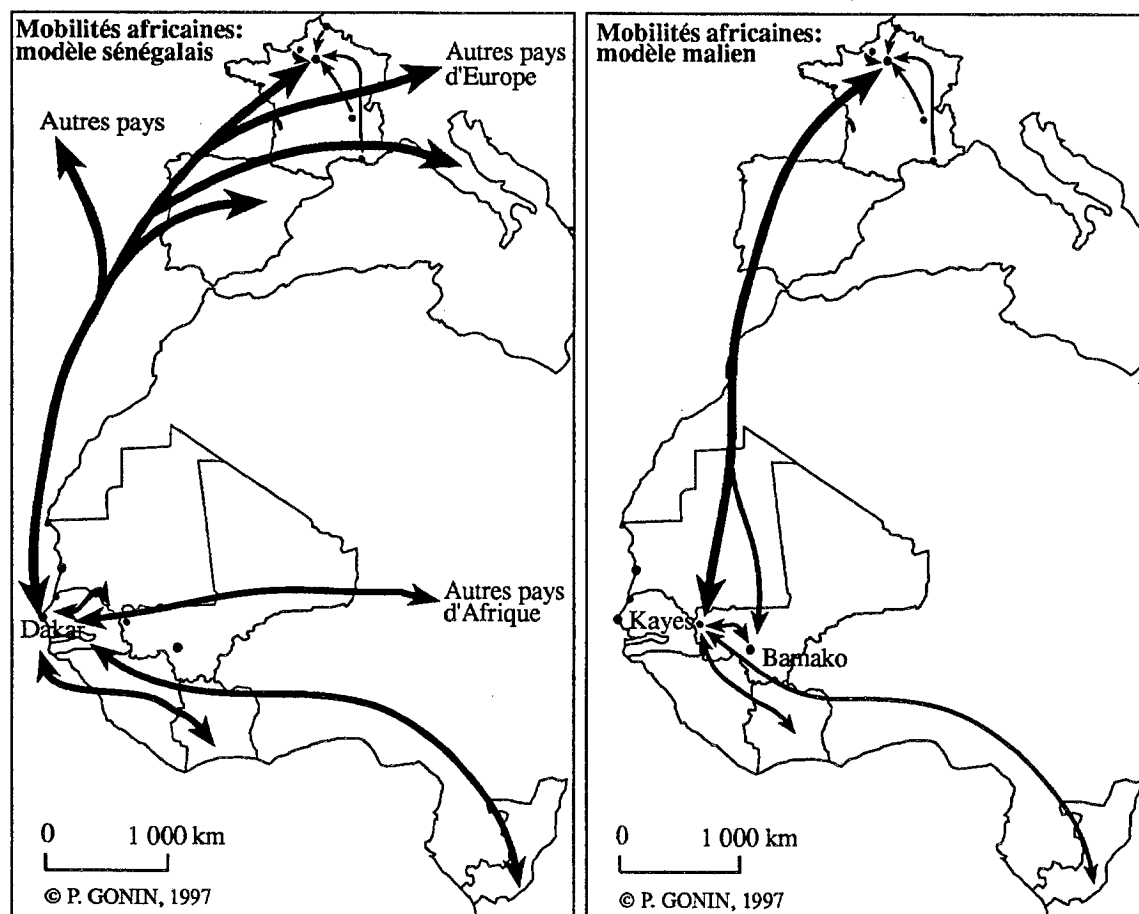 Mobilités africaines:
modèle sénégalais
Autres pays
d'Europe
Autres pays
Autres pays
d'Afrique
Dakar
0 1 000 km
© P. GONIN, 1997
Mobilités africaines:
modèle malien
Kayes
Bamako
0 1 000 km
© P. GONIN, 1997